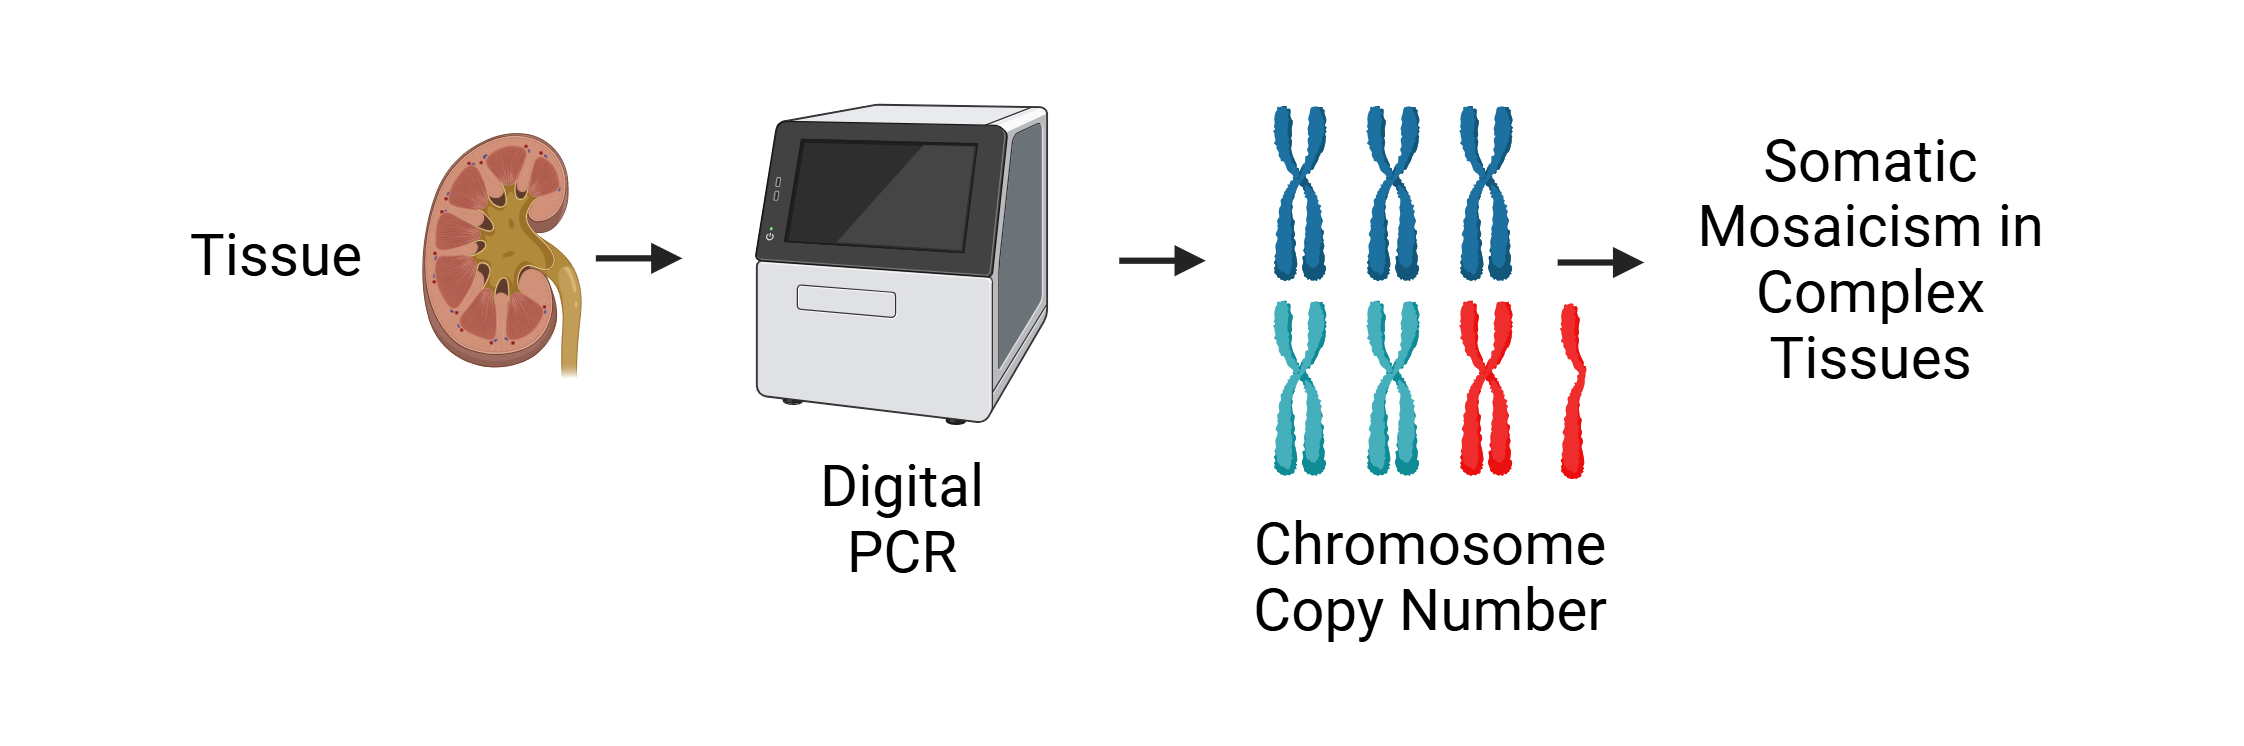 Tissue
Digital
PCR
Chromosome
Copy Number
Somatic
Mosaicism in
Complex
Tissues